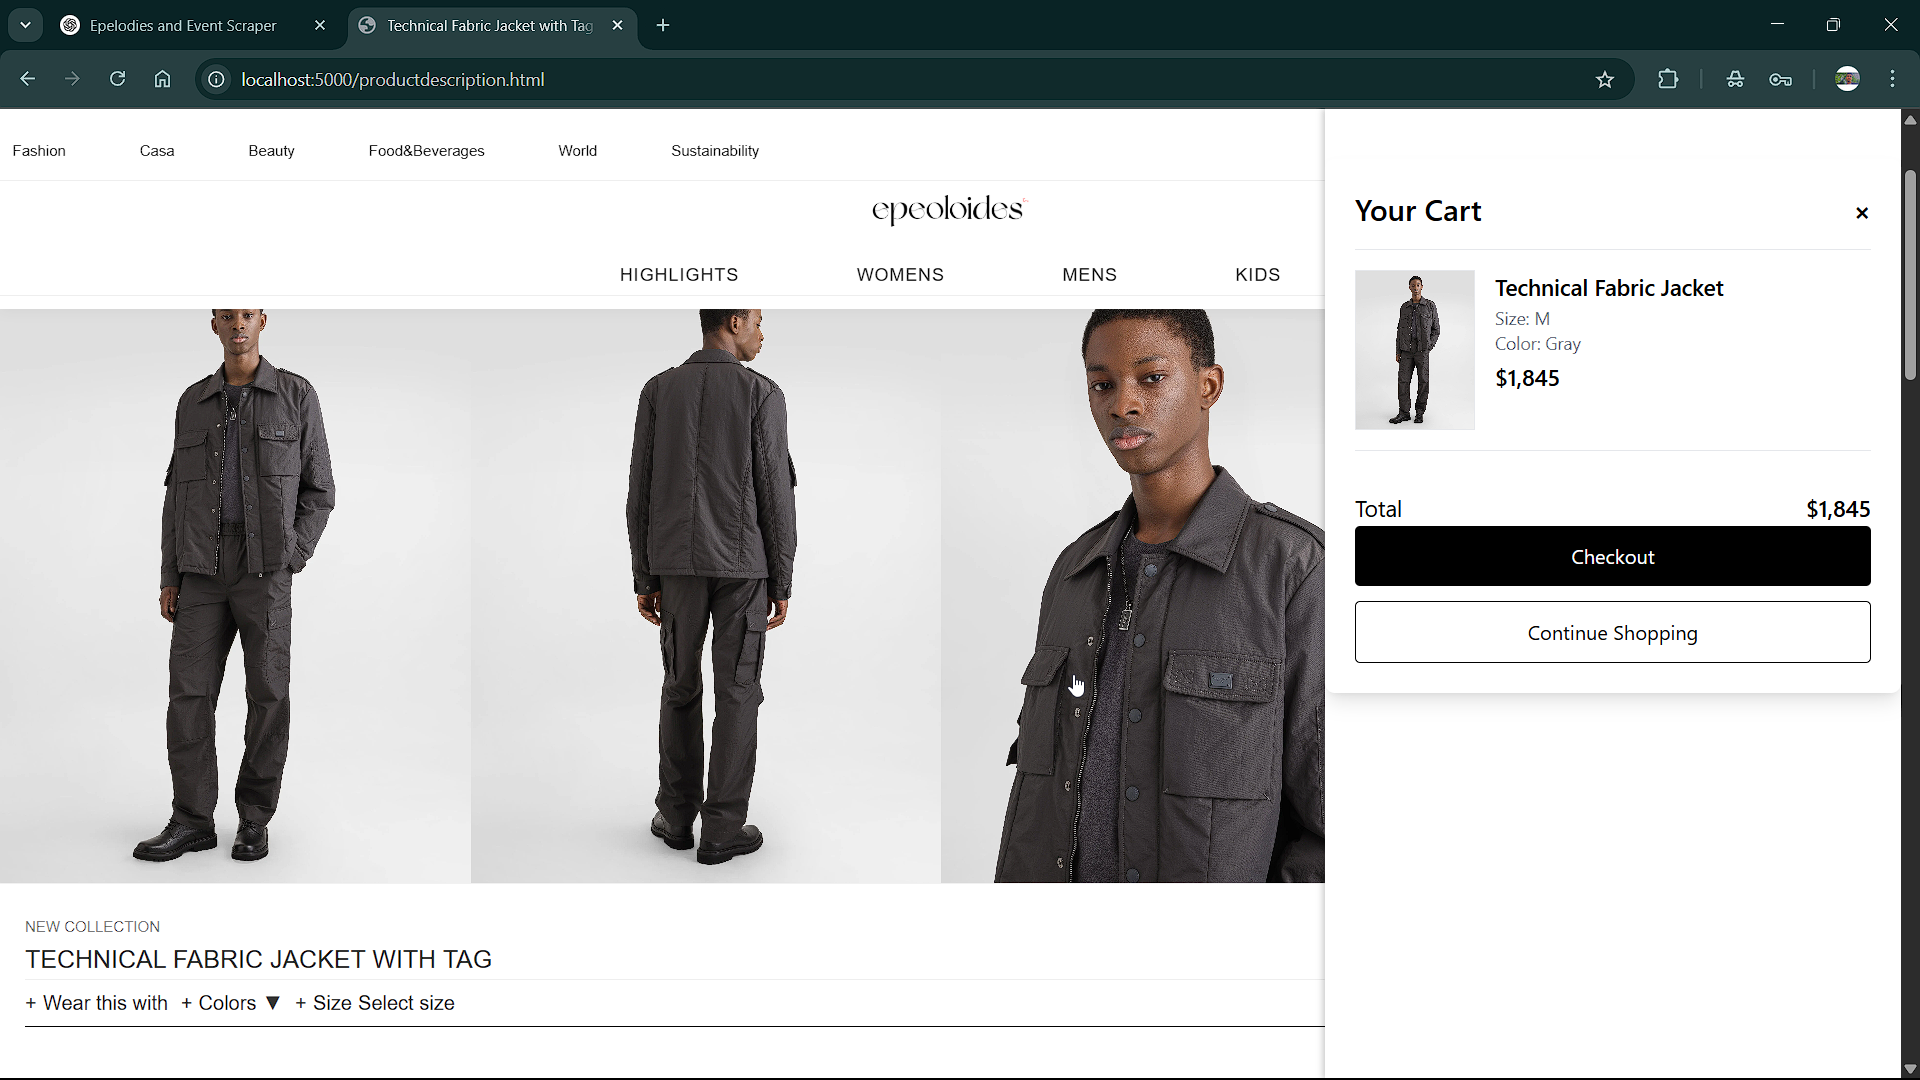 Epelodies and Event Scraper
Technical Fabric Jacket with Tag
localhost:5000/productdescription.html
Fashion Casa Beauty Food&Beverages World Sustainability
epeoloides
HIGHLIGHTS WOMENS MENS KIDS
NEW COLLECTION
TECHNICAL FABRIC JACKET WITH TAG
+ Wear this with + Colors ▼ + Size Select size
Your Cart ×
Technical Fabric Jacket
Size: M
Color: Gray
$1,845
Total $1,845
Checkout
Continue Shopping